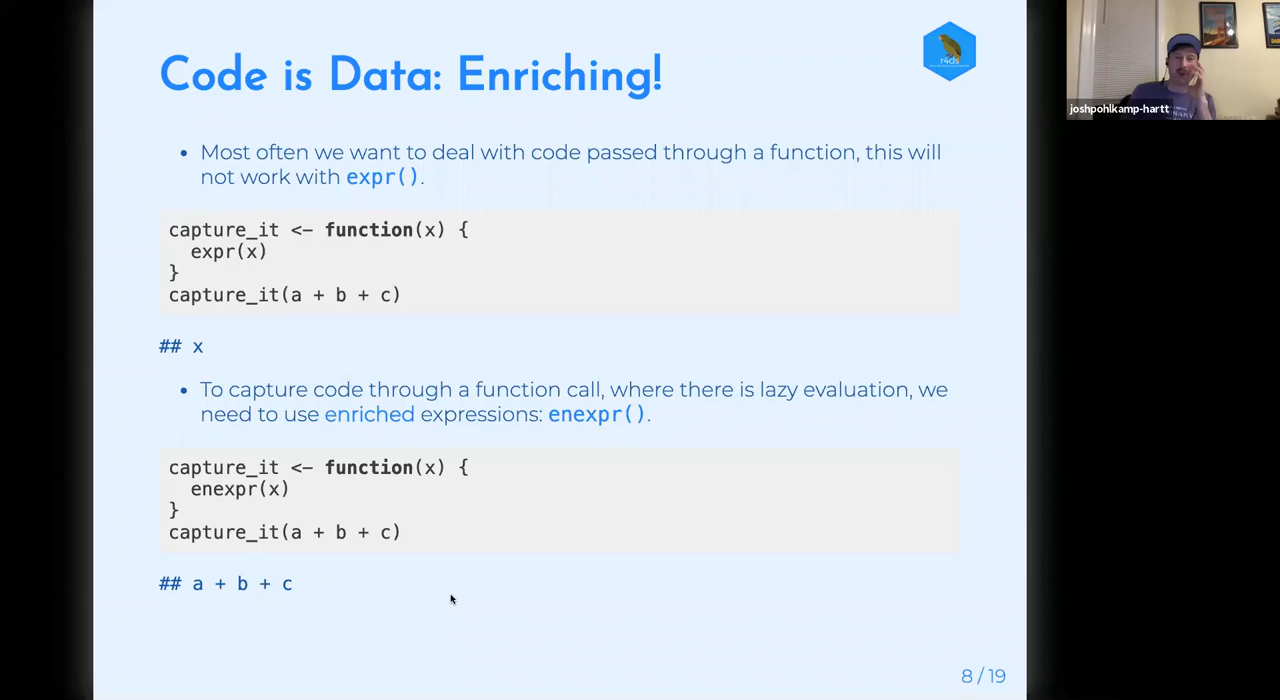 Code is Data: Enriching!
r4ds
• Most often we want to deal with code passed through a function, this will
not work with expr().
capture_it <- function(x) {
  expr(x)
}
capture_it(a + b + c)
## x
• To capture code through a function call, where there is lazy evaluation, we
need to use enriched expressions: enexpr().
capture_it <- function(x) {
  enexpr(x)
}
capture_it(a + b + c)
## a + b + c
8 / 19
joshpohlkamp-hartt